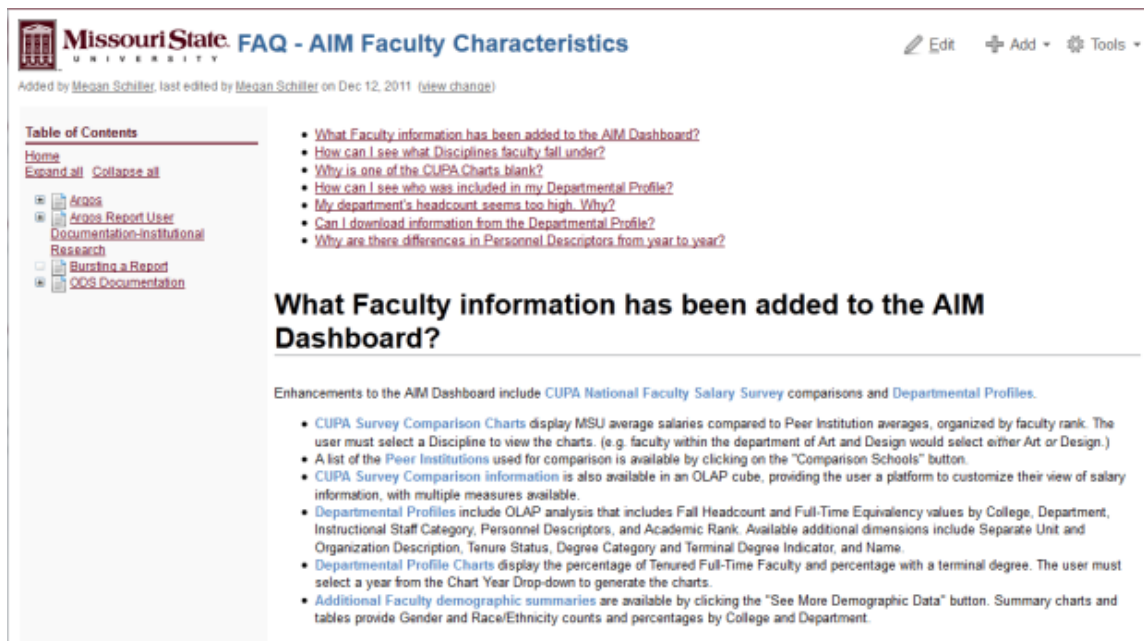 Missouri State. FAQ - AIM Faculty Characteristics
UNIVERSITY
Edit Add Tools
Added by Megan Schiller, last edited by Megan Schiller on Dec 12, 2011 (view change)
Table of Contents
Home
Expand all Collapse all
Argos
Argos Report User
Documentation-Institutional
Research
Bursting a Report
ODS Documentation
• What Faculty information has been added to the AIM Dashboard?
• How can I see what Disciplines faculty fall under?
• Why is one of the CUPA Charts blank?
• How can I see who was included in my Departmental Profile?
• My department's headcount seems too high. Why?
• Can I download information from the Departmental Profile?
• Why are there differences in Personnel Descriptors from year to year?
What Faculty information has been added to the AIM
Dashboard?
Enhancements to the AIM Dashboard include CUPA National Faculty Salary Survey comparisons and Departmental Profiles.
• CUPA Survey Comparison Charts display MSU average salaries compared to Peer Institution averages, organized by faculty rank. The
user must select a Discipline to view the charts. (e.g. faculty within the department of Art and Design would select either Art or Design.)
• A list of the Peer Institutions used for comparison is available by clicking on the "Comparison Schools" button.
• CUPA Survey Comparison information is also available in an OLAP cube, providing the user a platform to customize their view of salary
information, with multiple measures available.
• Departmental Profiles include OLAP analysis that includes Fall Headcount and Full-Time Equivalency values by College, Department,
Instructional Staff Category, Personnel Descriptors, and Academic Rank. Available additional dimensions include Separate Unit and
Organization Description, Tenure Status, Degree Category and Terminal Degree Indicator, and Name.
• Departmental Profile Charts display the percentage of Tenured Full-Time Faculty and percentage with a terminal degree. The user must
select a year from the Chart Year Drop-down to generate the charts.
• Additional Faculty demographic summaries are available by clicking the "See More Demographic Data" button. Summary charts and
tables provide Gender and Race/Ethnicity counts and percentages by College and Department.